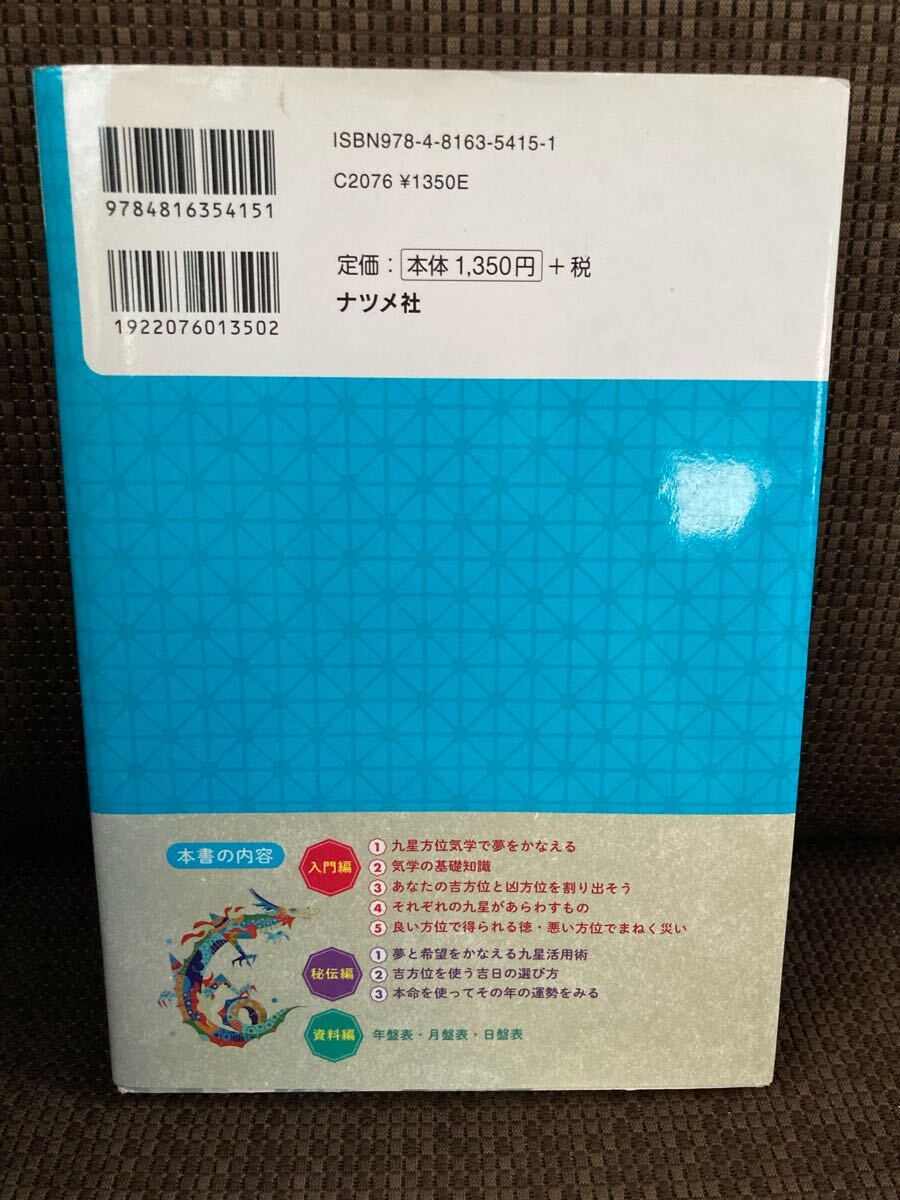 ISBN978-4-8163-5415-1
C2076 ¥1350E
9784816354151
定価：本体1,350円＋税
ナツメ社
1922076013502
本書の内容
入門編
① 九星方位気学で夢をかなえる
② 気学の基礎知識
③ あなたの吉方位と凶方位を割り出そう
④ それぞれの九星があらわすもの
⑤ 良い方位で得られる徳・悪い方位でまねく災い
秘伝編
① 夢と希望をかなえる九星活用術
② 吉方位を使う吉日の選び方
③ 本命を使ってその年の運勢をみる
資料編
年盤表・月盤表・日盤表